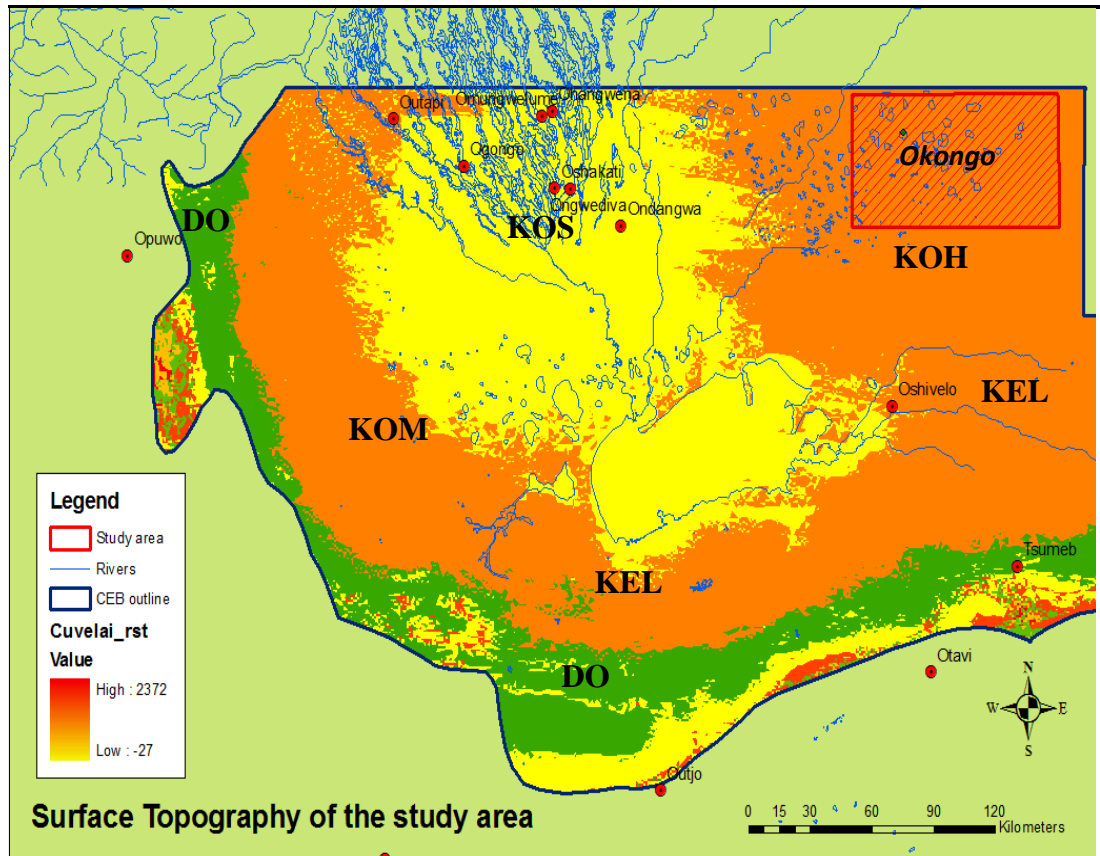 Outapi
Omungwelume
Ohangwena
Okongo
Ogongo
Oshakati
Ongwediva
Ondangwa
DO
KOS
Opuwo
KOH
Oshivelo
KEL
KOM
Legend
Study area
Rivers
CEB outline
Cuvelai_rst
Value
High : 2372
Low : -27
KEL
Tsumeb
DO
Otavi
N
W
E
S
Outjo
Surface Topography of the study area
0 15 30 60 90 120
Kilometers